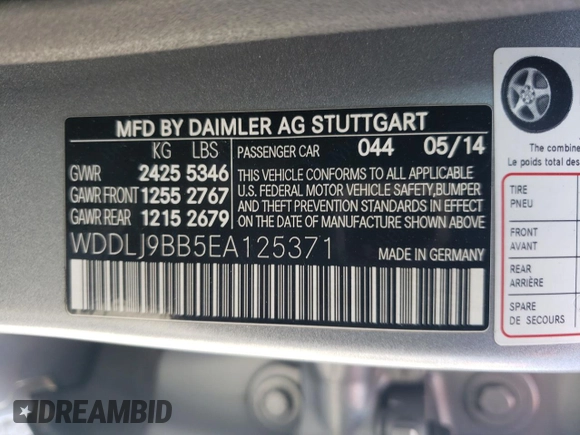 MFD BY DAIMLER AG STUTTGART
KG LBS
PASSENGER CAR 044 05/14
GVWR 2425 5346
GAWR FRONT 1255 2767
GAWR REAR 1215 2679
THIS VEHICLE CONFORMS TO ALL APPLICABLE
U.S. FEDERAL MOTOR VEHICLE SAFETY,BUMPER
AND THEFT PREVENTION STANDARDS IN EFFECT
ON THE DATE OF MANUFACTURE SHOWN ABOVE.
WDDLJ9BB5EA125371
MADE IN GERMANY
The combine
Le poids total des
TIRE
PNEU
FRONT
AVANT
REAR
ARRIÈRE
SPARE
DE SECOURS
DREAMBID